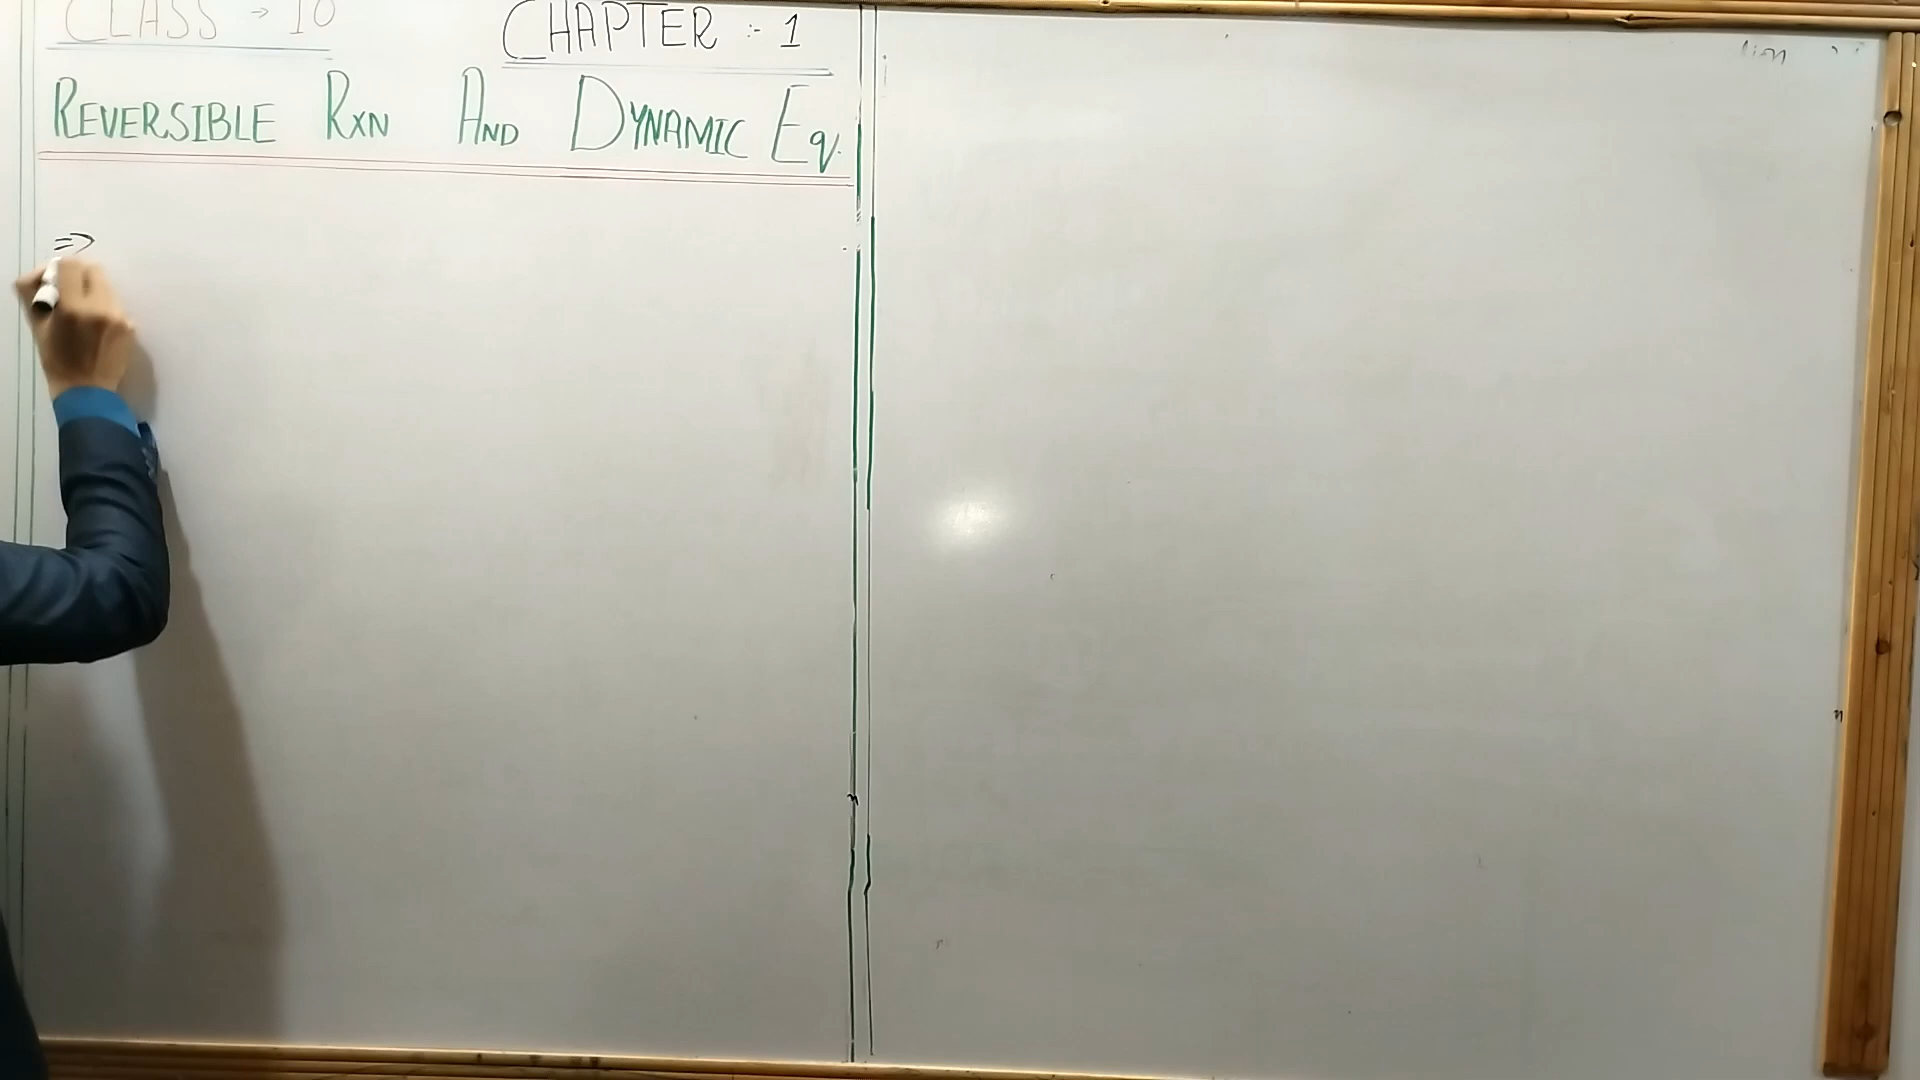 CLASS → 10
CHAPTER :- 1
REVERSIBLE RXN AND DYNAMIC Eq.
⇒